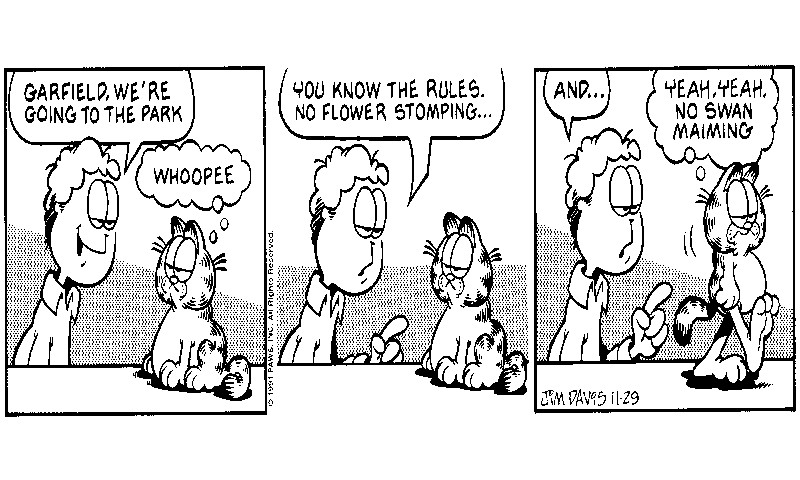 GARFIELD, WE'RE
GOING TO THE PARK
WHOOPEE
© 1991 PAWS, INC. All Rights Reserved.
YOU KNOW THE RULES.
NO FLOWER STOMPING...
AND...
YEAH, YEAH.
NO SWAN
MAIMING
JIM DAVIS 11-29